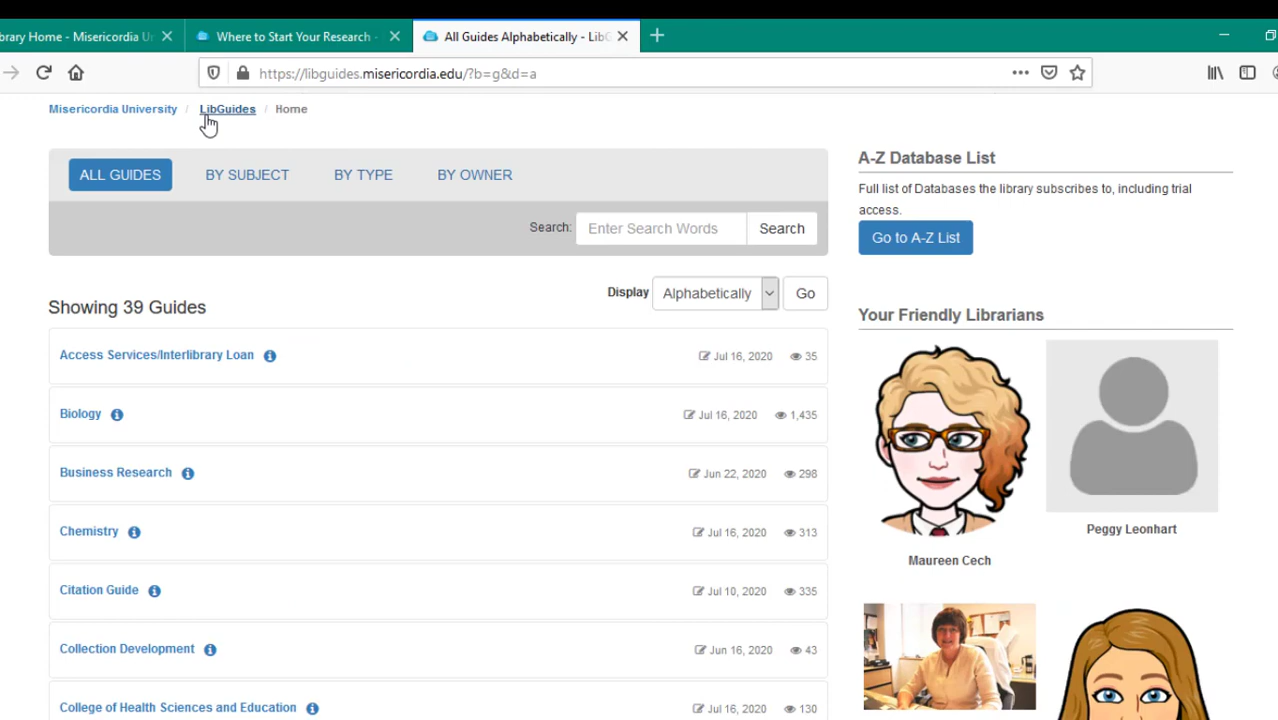 brary Home - Misericordia Un
Where to Start Your Research -
All Guides Alphabetically - LibG
https://libguides.misericordia.edu/?b=g&d=a
Misericordia University / LibGuides / Home
ALL GUIDES BY SUBJECT BY TYPE BY OWNER
Search: Enter Search Words Search
Display Alphabetically Go
Showing 39 Guides
Access Services/Interlibrary Loan Jul 16, 2020 35
Biology Jul 16, 2020 1,435
Business Research Jun 22, 2020 298
Chemistry Jul 16, 2020 313
Citation Guide Jul 10, 2020 335
Collection Development Jun 16, 2020 43
College of Health Sciences and Education Jul 16, 2020 130
A-Z Database List
Full list of Databases the library subscribes to, including trial
access.
Go to A-Z List
Your Friendly Librarians
Maureen Cech
Peggy Leonhart